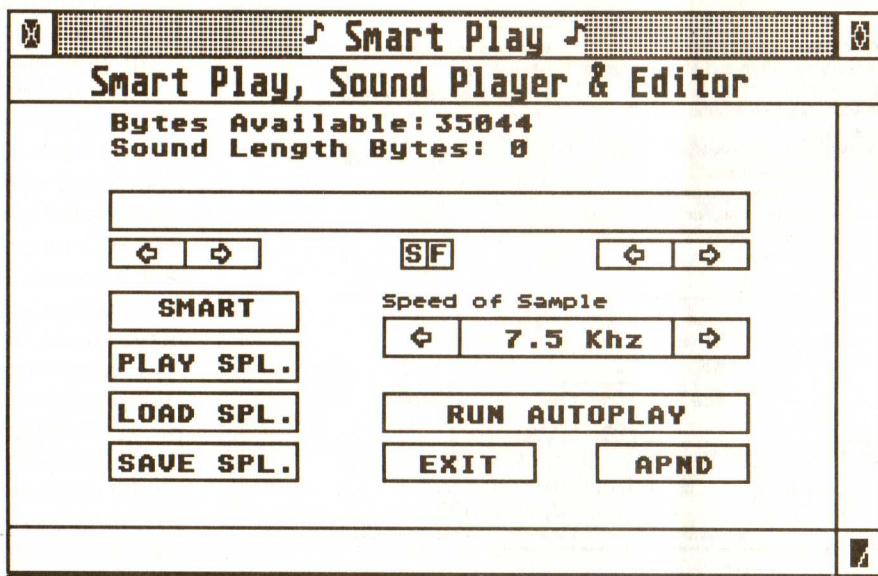 ♪ Smart Play ♪
Smart Play, Sound Player & Editor
Bytes Available: 35044
Sound Length Bytes: 0
S F
SMART
Speed of Sample
7.5 Khz
PLAY SPL.
LOAD SPL.
RUN AUTOPLAY
SAVE SPL.
EXIT
APND